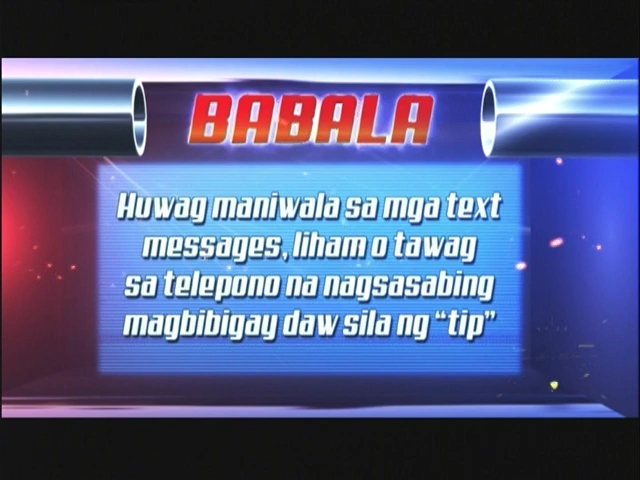 BABALA
Huwag maniwala sa mga text
messages, liham o tawag
sa telepono na nagsasabing
magbibigay daw sila ng “tip”